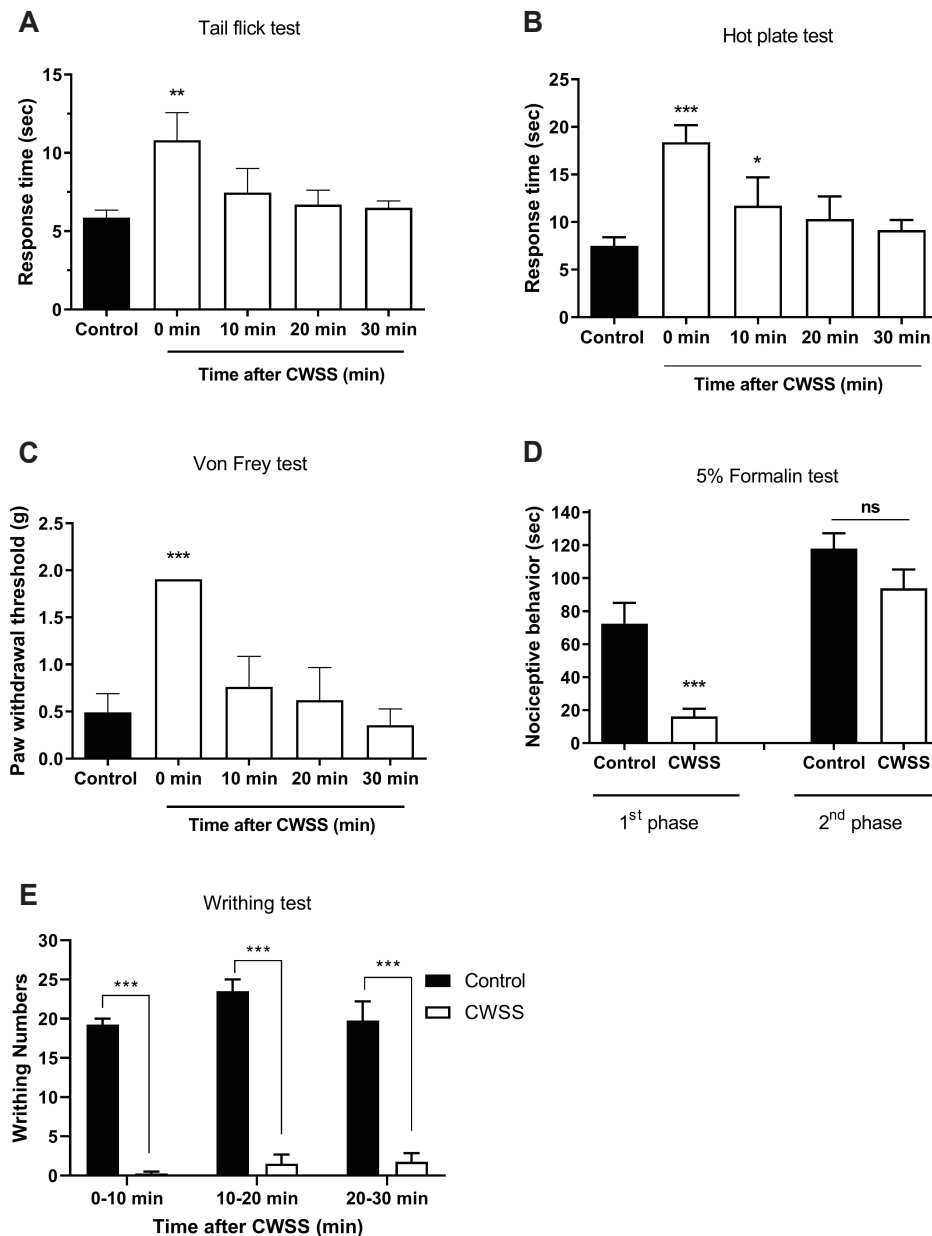 A
Tail flick test
Response time (sec)
15
10
5
0
**
Control 0 min 10 min 20 min 30 min
Time after CWSS (min)
B
Hot plate test
Response time (sec)
25
20
15
10
5
0
***
*
Control 0 min 10 min 20 min 30 min
Time after CWSS (min)
C
Von Frey test
Paw withdrawal threshold (g)
2.5
2.0
1.5
1.0
0.5
0.0
***
Control 0 min 10 min 20 min 30 min
Time after CWSS (min)
D
5% Formalin test
Nociceptive behavior (sec)
140
120
100
80
60
40
20
0
***
ns
Control CWSS Control CWSS
1st phase 2nd phase
E
Writhing test
Writhing Numbers
30
25
20
15
10
5
0
*** *** ***
Control
CWSS
0-10 min 10-20 min 20-30 min
Time after CWSS (min)